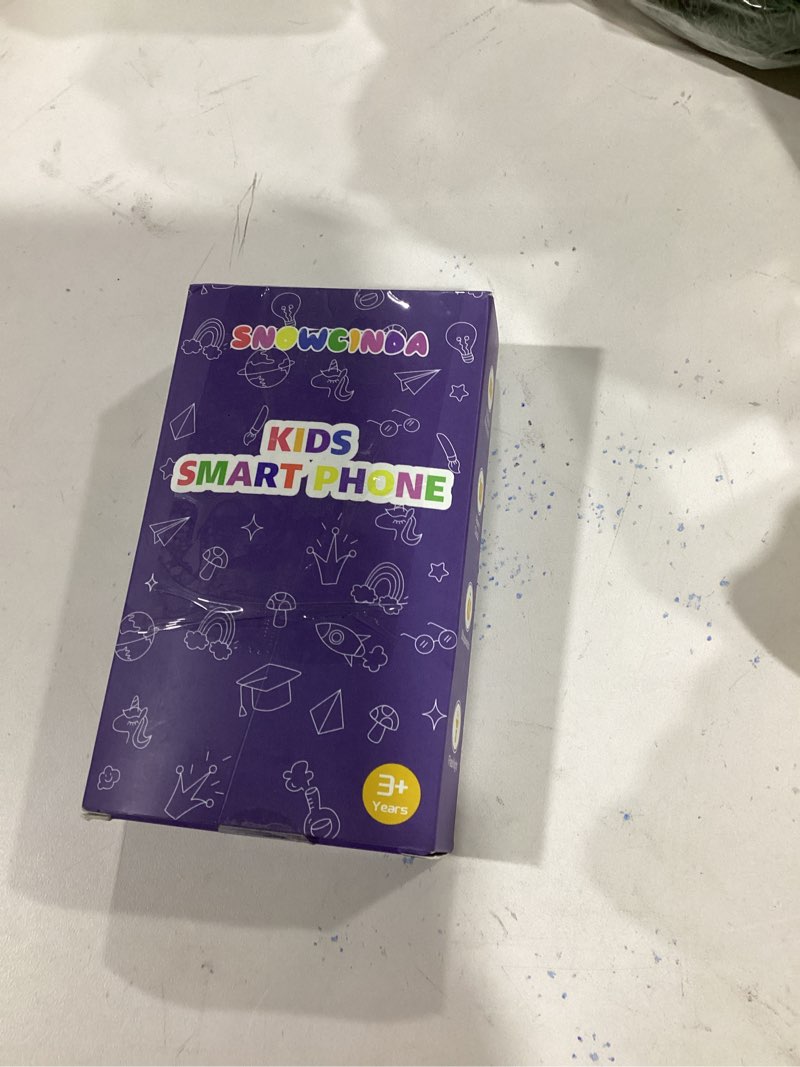 SNOWCINDA
KIDS
SMART PHONE
3+
Years